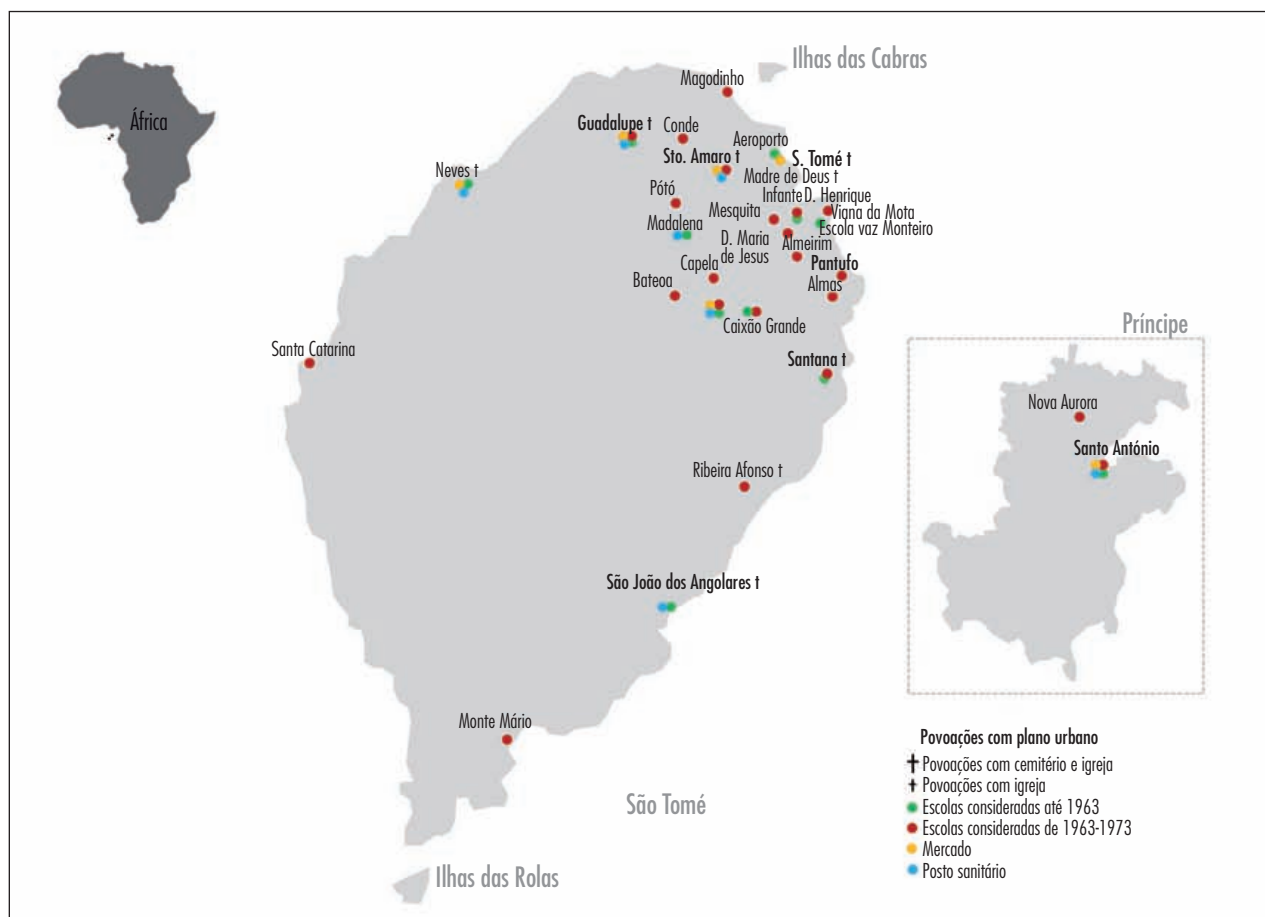 Ilhas das Cabras
Magodinho
África
Guadalupe t
Conde
Aeroporto
Sto. Amaro t
S. Tomé t
Neves t
Madre de Deus t
Pótó
Infante D. Henrique
Mesquita
Viana da Mota
Madalena
Escola vaz Monteiro
D. Maria
de Jesus
Almeirim
Capela
Pantufo
Bateoa
Almas
Caixão Grande
Príncipe
Santa Catarina
Santana t
Nova Aurora
Santo António
Ribeira Afonso t
São João dos Angolares t
Monte Mário
Povoações com plano urbano
Povoações com cemitério e igreja
Povoações com igreja
São Tomé
Escolas consideradas até 1963
Escolas consideradas de 1963-1973
Mercado
Posto sanitário
Ilhas das Rolas